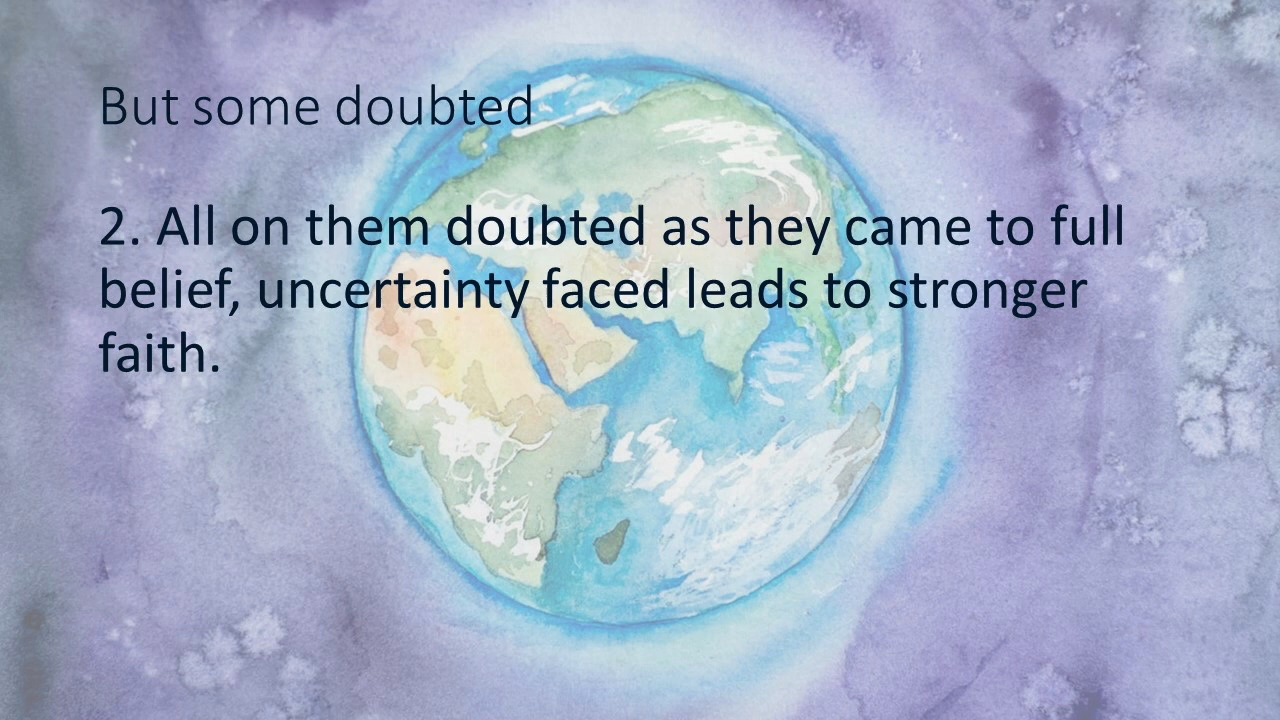 But some doubted
2. All on them doubted as they came to full
belief, uncertainty faced leads to stronger
faith.